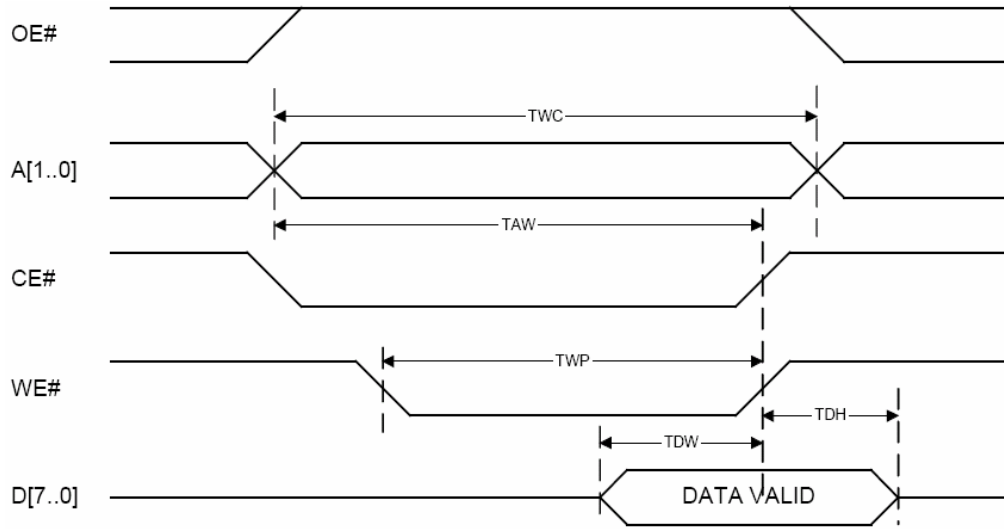 OE#
TWC
A[1..0]
TAW
CE#
TWP
WE#
TDH
TDW
D[7..0]
DATA VALID